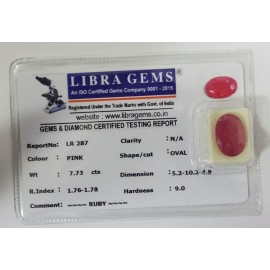 LIBRA GEMS
An ISO Certified Gems Company 9001 - 2015
Registered Under the Trade Marks with Govt. of India
website : www.libragems.co.in
GEMS & DIAMOND CERTIFIED TESTING REPORT
ReportNo: LR 287 Clarity : N/A
Colour : PINK Shape/cut : OVAL
Wt : 7.73 cts Dimension : 5.2-10.2-4.8
R.Index : 1.76-1.78 Hardness : 9.0
Comment : ~~~~ RUBY ~~~~